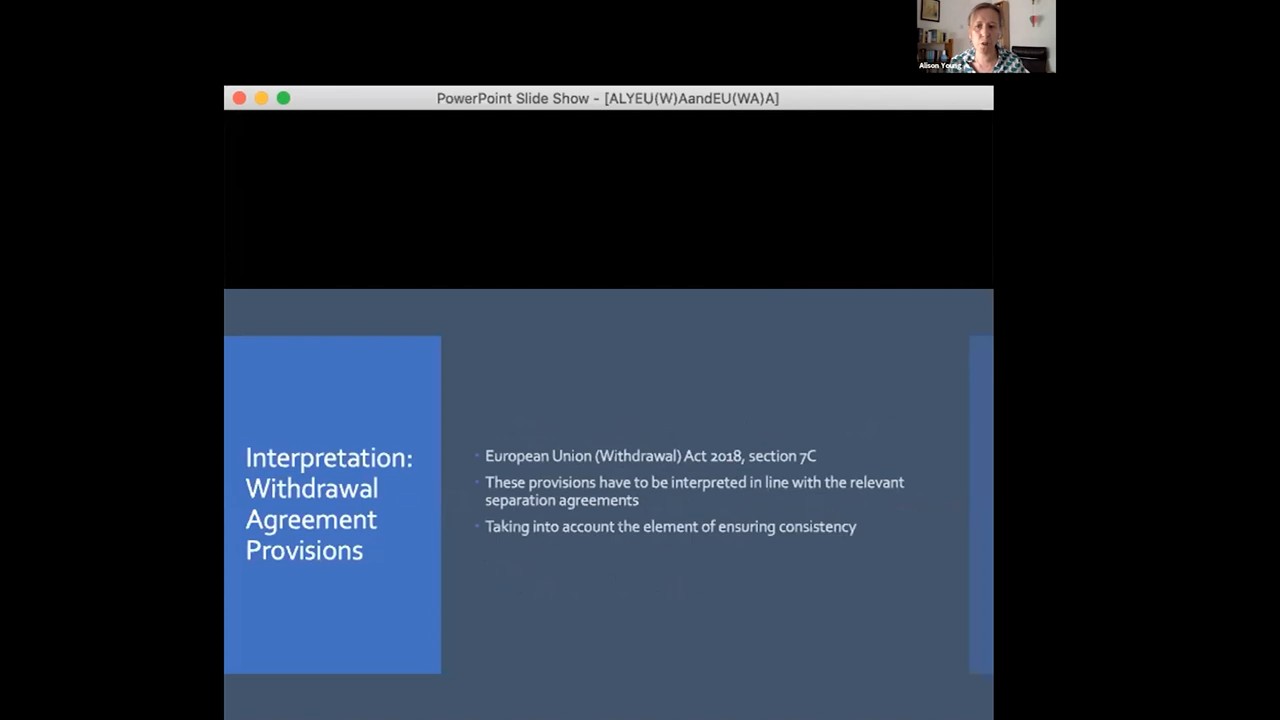 Alison Young
PowerPoint Slide Show - [ALYEU(W)AandEU(WA)A]
Interpretation:
Withdrawal
Agreement
Provisions
European Union (Withdrawal) Act 2018, section 7C
These provisions have to be interpreted in line with the relevant
separation agreements
Taking into account the element of ensuring consistency